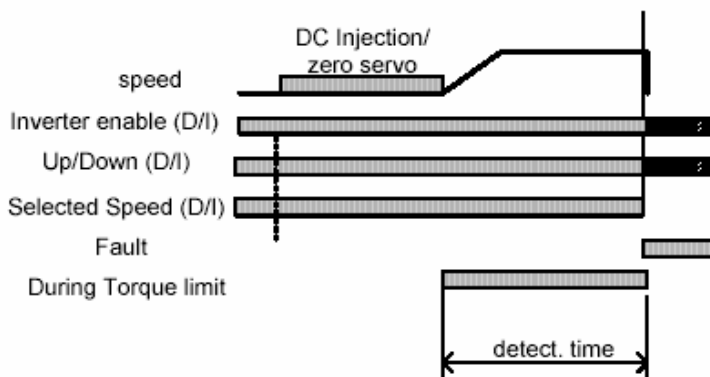 DC Injection/
zero servo
speed
Inverter enable (D/I)
Up/Down (D/I)
Selected Speed (D/I)
Fault
During Torque limit
detect. time